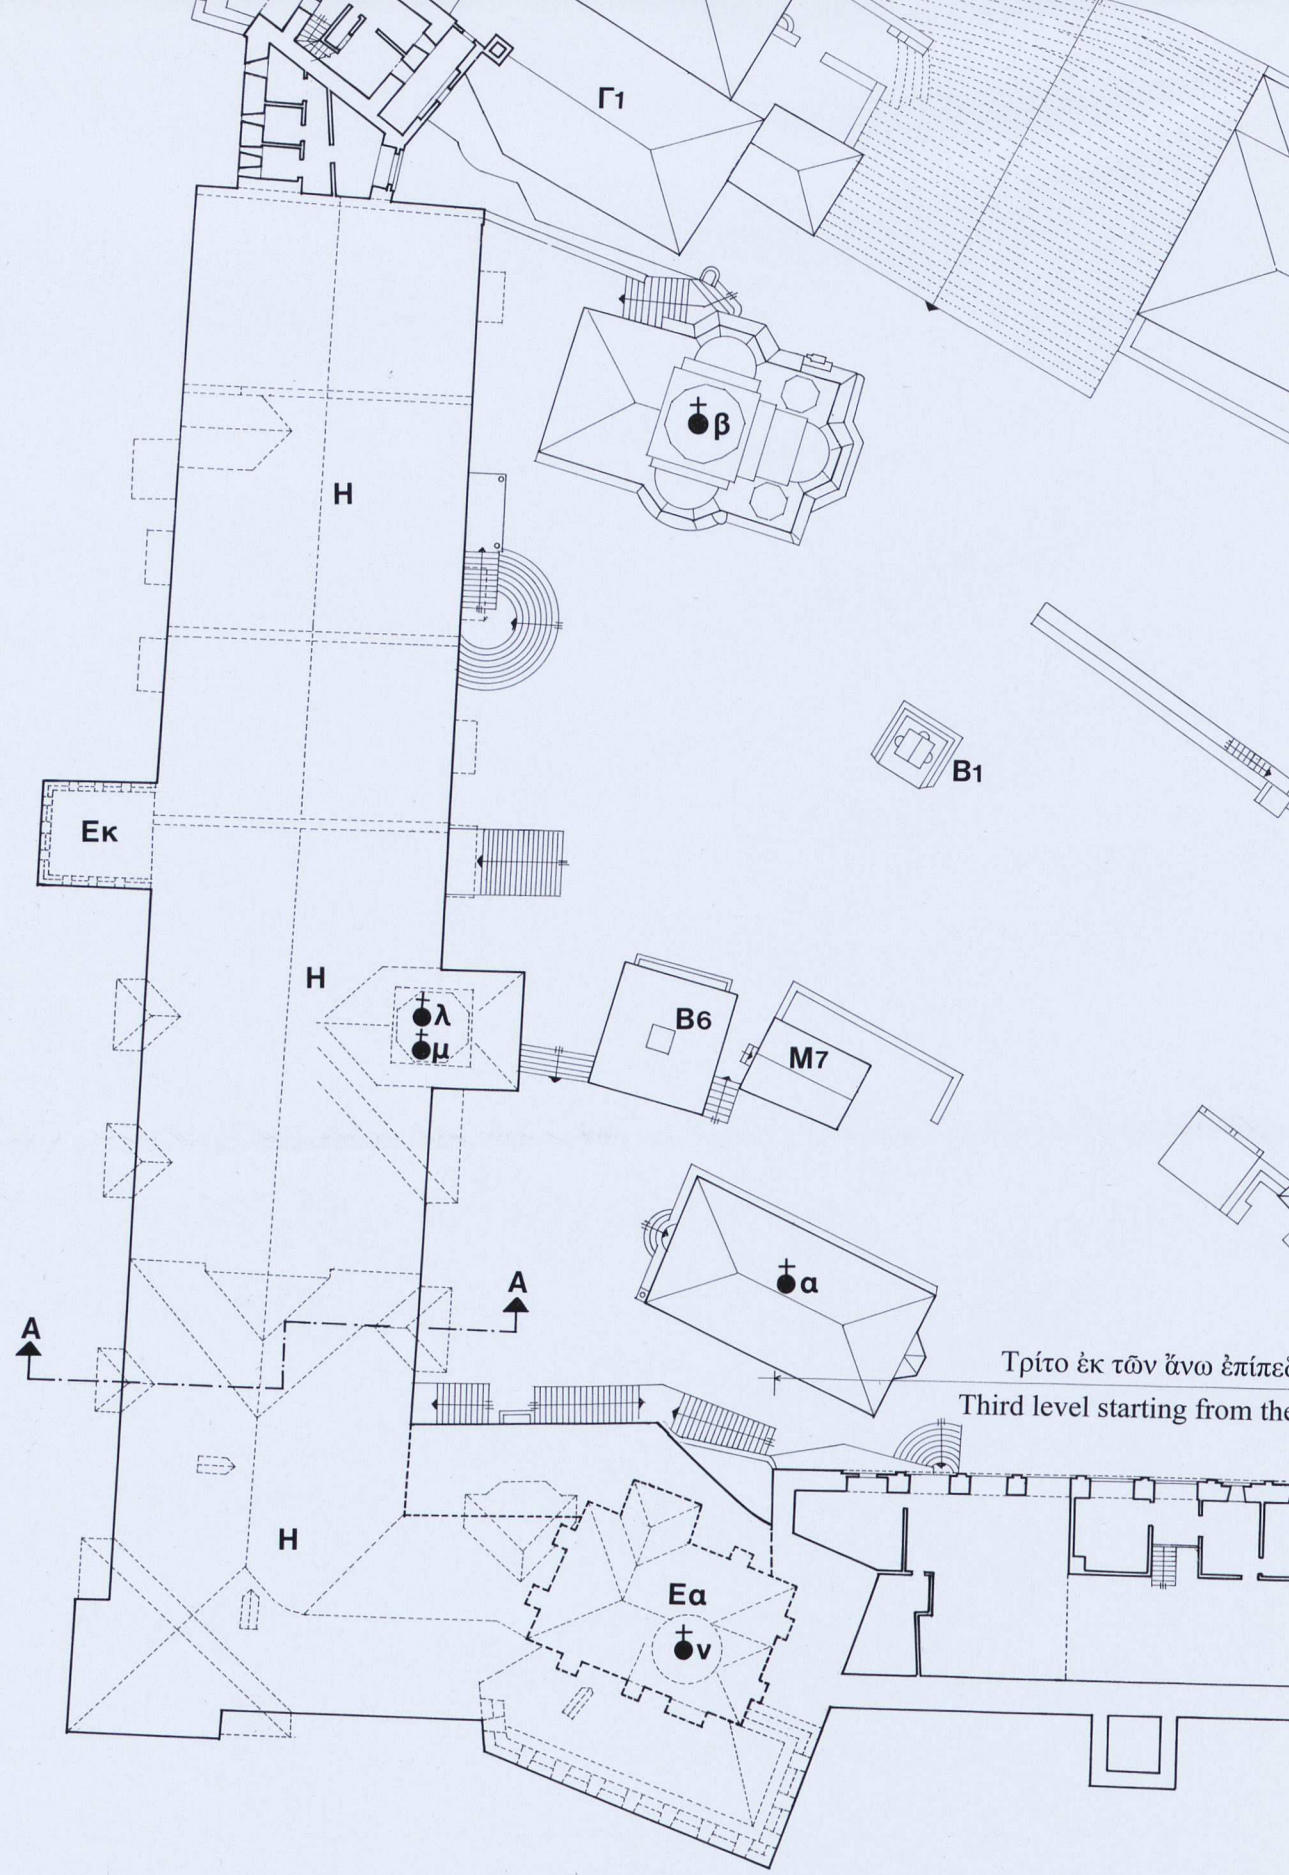 Γ1
β
Η
Β1
Εκ
Η
λ
μ
Β6
Μ7
α
Α
Α
Τρίτο ἐκ τῶν ἄνω
Third level starting from the
Η
Εα
ν